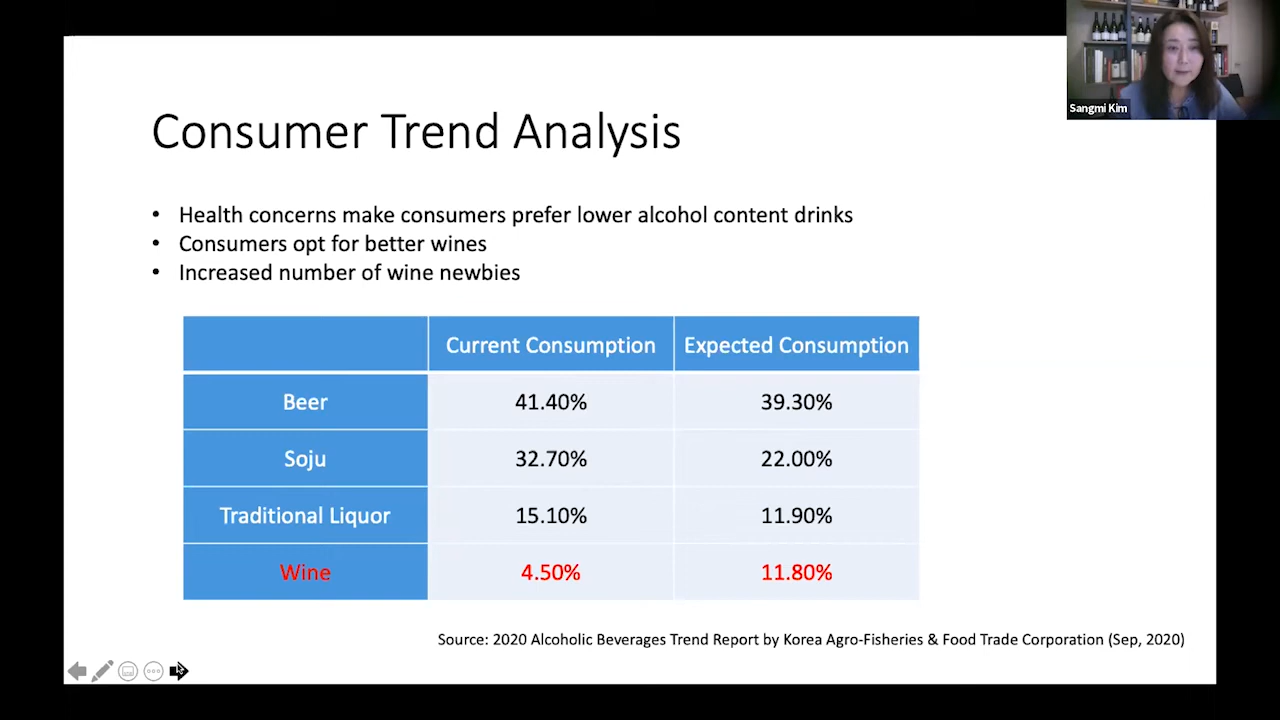 Sangmi Kim
Consumer Trend Analysis
• Health concerns make consumers prefer lower alcohol content drinks
• Consumers opt for better wines
• Increased number of wine newbies
Current Consumption Expected Consumption
Beer 41.40% 39.30%
Soju 32.70% 22.00%
Traditional Liquor 15.10% 11.90%
Wine 4.50% 11.80%
Source: 2020 Alcoholic Beverages Trend Report by Korea Agro-Fisheries & Food Trade Corporation (Sep, 2020)